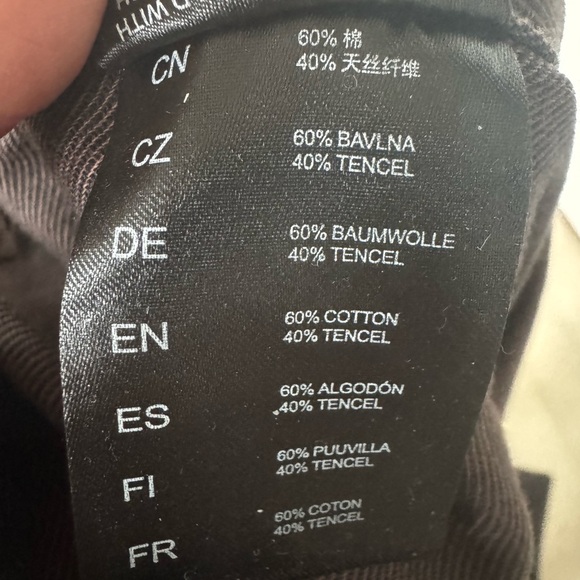 WITH
CN
60% 棉
40% 天丝纤维
CZ
60% BAVLNA
40% TENCEL
DE
60% BAUMWOLLE
40% TENCEL
EN
60% COTTON
40% TENCEL
ES
60% ALGODÓN
40% TENCEL
FI
60% PUUVILLA
40% TENCEL
FR
60% COTON
40% TENCEL